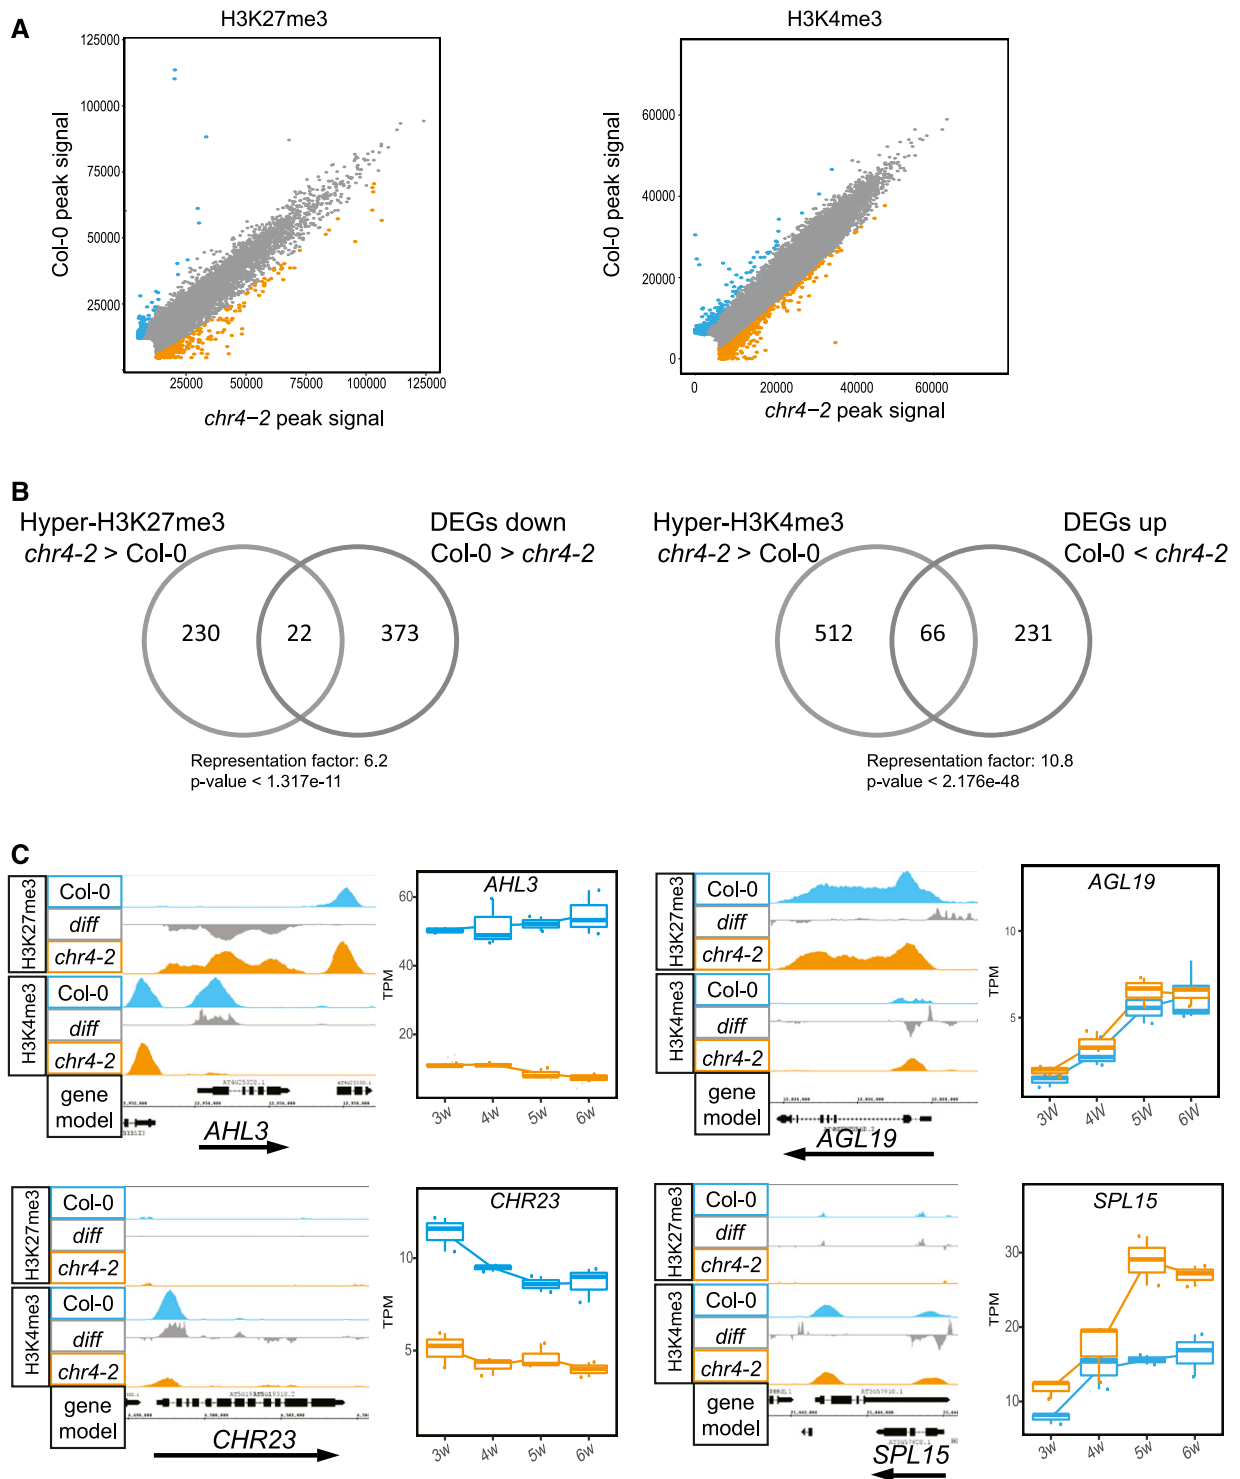 A
H3K27me3
125000
100000
75000
50000
25000
Col-0 peak signal
25000 50000 75000 100000 125000
chr4−2 peak signal
H3K4me3
60000
40000
20000
0
Col-0 peak signal
0 20000 40000 60000
chr4−2 peak signal
B
Hyper-H3K27me3
chr4-2 > Col-0
DEGs down
Col-0 > chr4-2
230 22 373
Representation factor: 6.2
p-value < 1.317e-11
Hyper-H3K4me3
chr4-2 > Col-0
DEGs up
Col-0 < chr4-2
512 66 231
Representation factor: 10.8
p-value < 2.176e-48
C
H3K27me3
Col-0
diff
chr4-2
H3K4me3
Col-0
diff
chr4-2
gene
model
AHL3
AHL3
TPM
60
40
20
3W 4W 5W 6W
H3K27me3
Col-0
diff
chr4-2
H3K4me3
Col-0
diff
chr4-2
gene
model
AGL19
AGL19
TPM
10
5
3W 4W 5W 6W
H3K27me3
Col-0
diff
chr4-2
H3K4me3
Col-0
diff
chr4-2
gene
model
CHR23
CHR23
TPM
10
5
3W 4W 5W 6W
H3K27me3
Col-0
diff
chr4-2
H3K4me3
Col-0
diff
chr4-2
gene
model
AT3G57910.1
AT3G57920.1
SPL15
SPL15
TPM
30
20
10
3W 4W 5W 6W